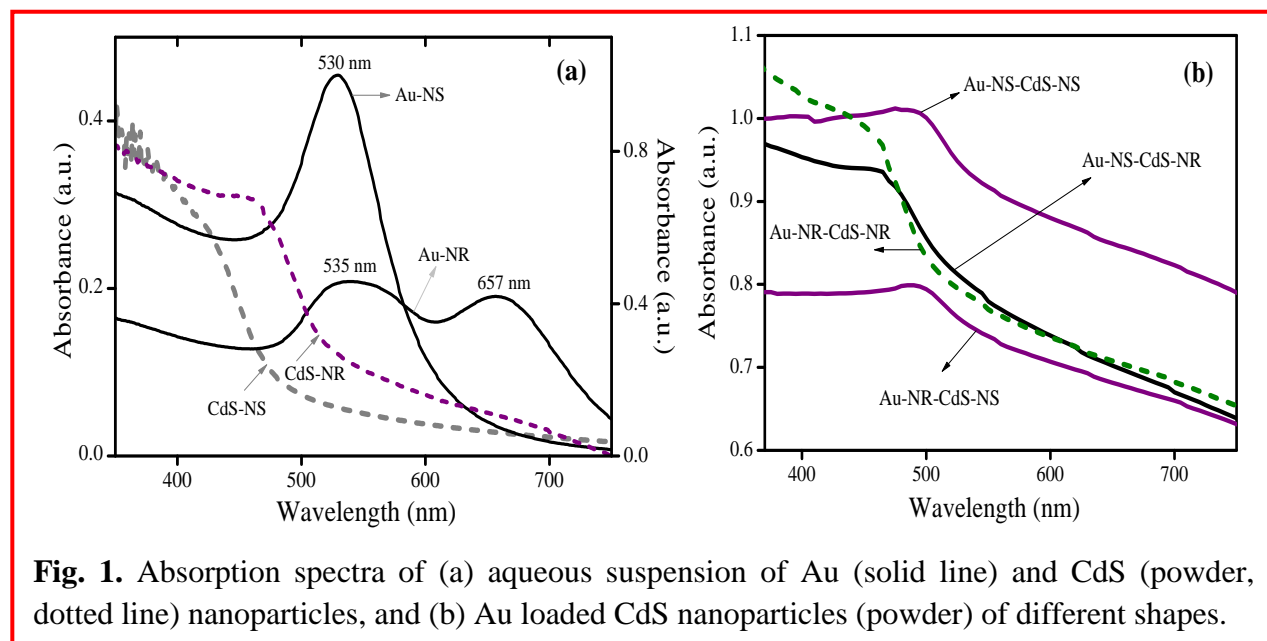 (a)
530 nm
Au-NS
535 nm
657 nm
Au-NR
CdS-NR
CdS-NS
0.4
0.2
0.0
0.8
0.4
0.0
400 500 600 700
Absorbance (a.u.)
Absorbance (a.u.)
Wavelength (nm)
(b)
Au-NS-CdS-NS
Au-NS-CdS-NR
Au-NR-CdS-NR
Au-NR-CdS-NS
1.1
1.0
0.9
0.8
0.7
0.6
400 500 600 700
Absorbance (a.u.)
Wavelength (nm)
Fig. 1. Absorption spectra of (a) aqueous suspension of Au (solid line) and CdS (powder,
dotted line) nanoparticles, and (b) Au loaded CdS nanoparticles (powder) of different shapes.